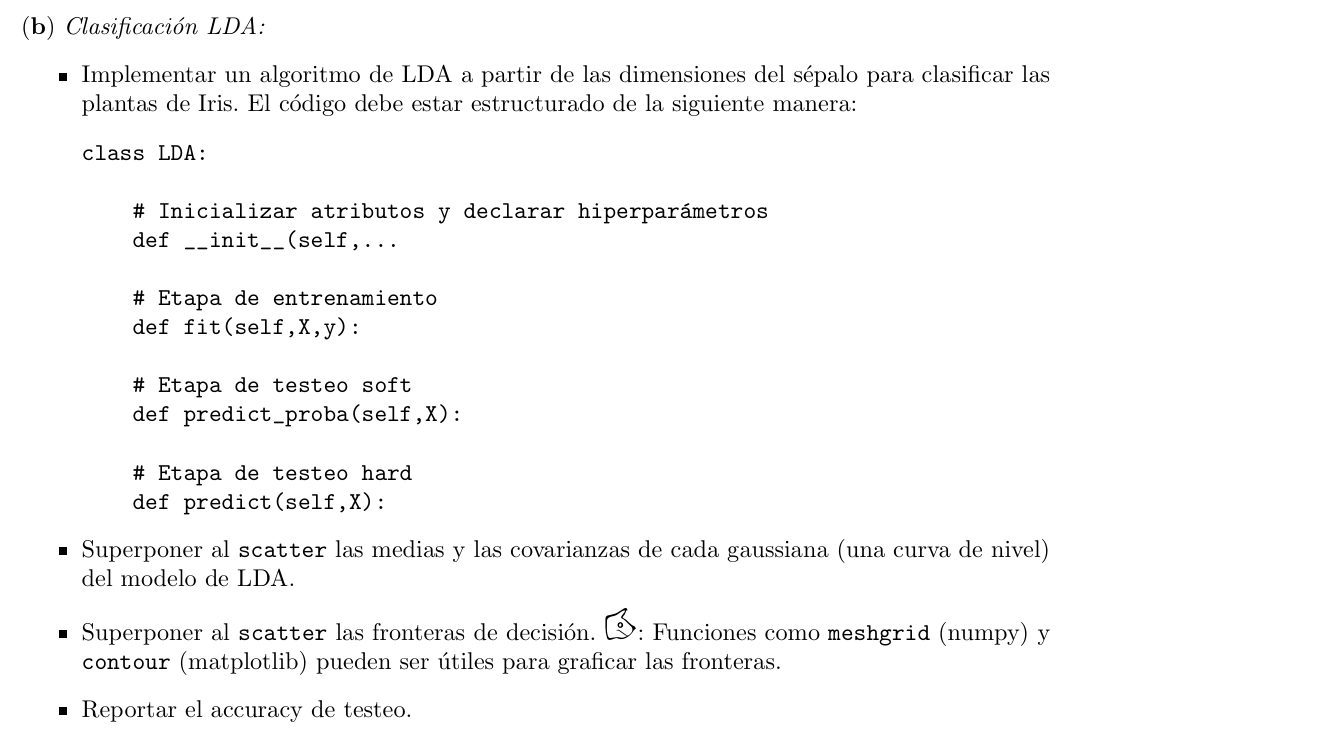 (b) Clasificación LDA:
▪ Implementar un algoritmo de LDA a partir de las dimensiones del sépalo para clasificar las
plantas de Iris. El código debe estar estructurado de la siguiente manera:
class LDA:
# Inicializar atributos y declarar hiperparámetros
def __init__(self,...
# Etapa de entrenamiento
def fit(self,X,y):
# Etapa de testeo soft
def predict_proba(self,X):
# Etapa de testeo hard
def predict(self,X):
▪ Superponer al scatter las medias y las covarianzas de cada gaussiana (una curva de nivel)
del modelo de LDA.
▪ Superponer al scatter las fronteras de decisión. : Funciones como meshgrid (numpy) y
contour (matplotlib) pueden ser útiles para graficar las fronteras.
▪ Reportar el accuracy de testeo.